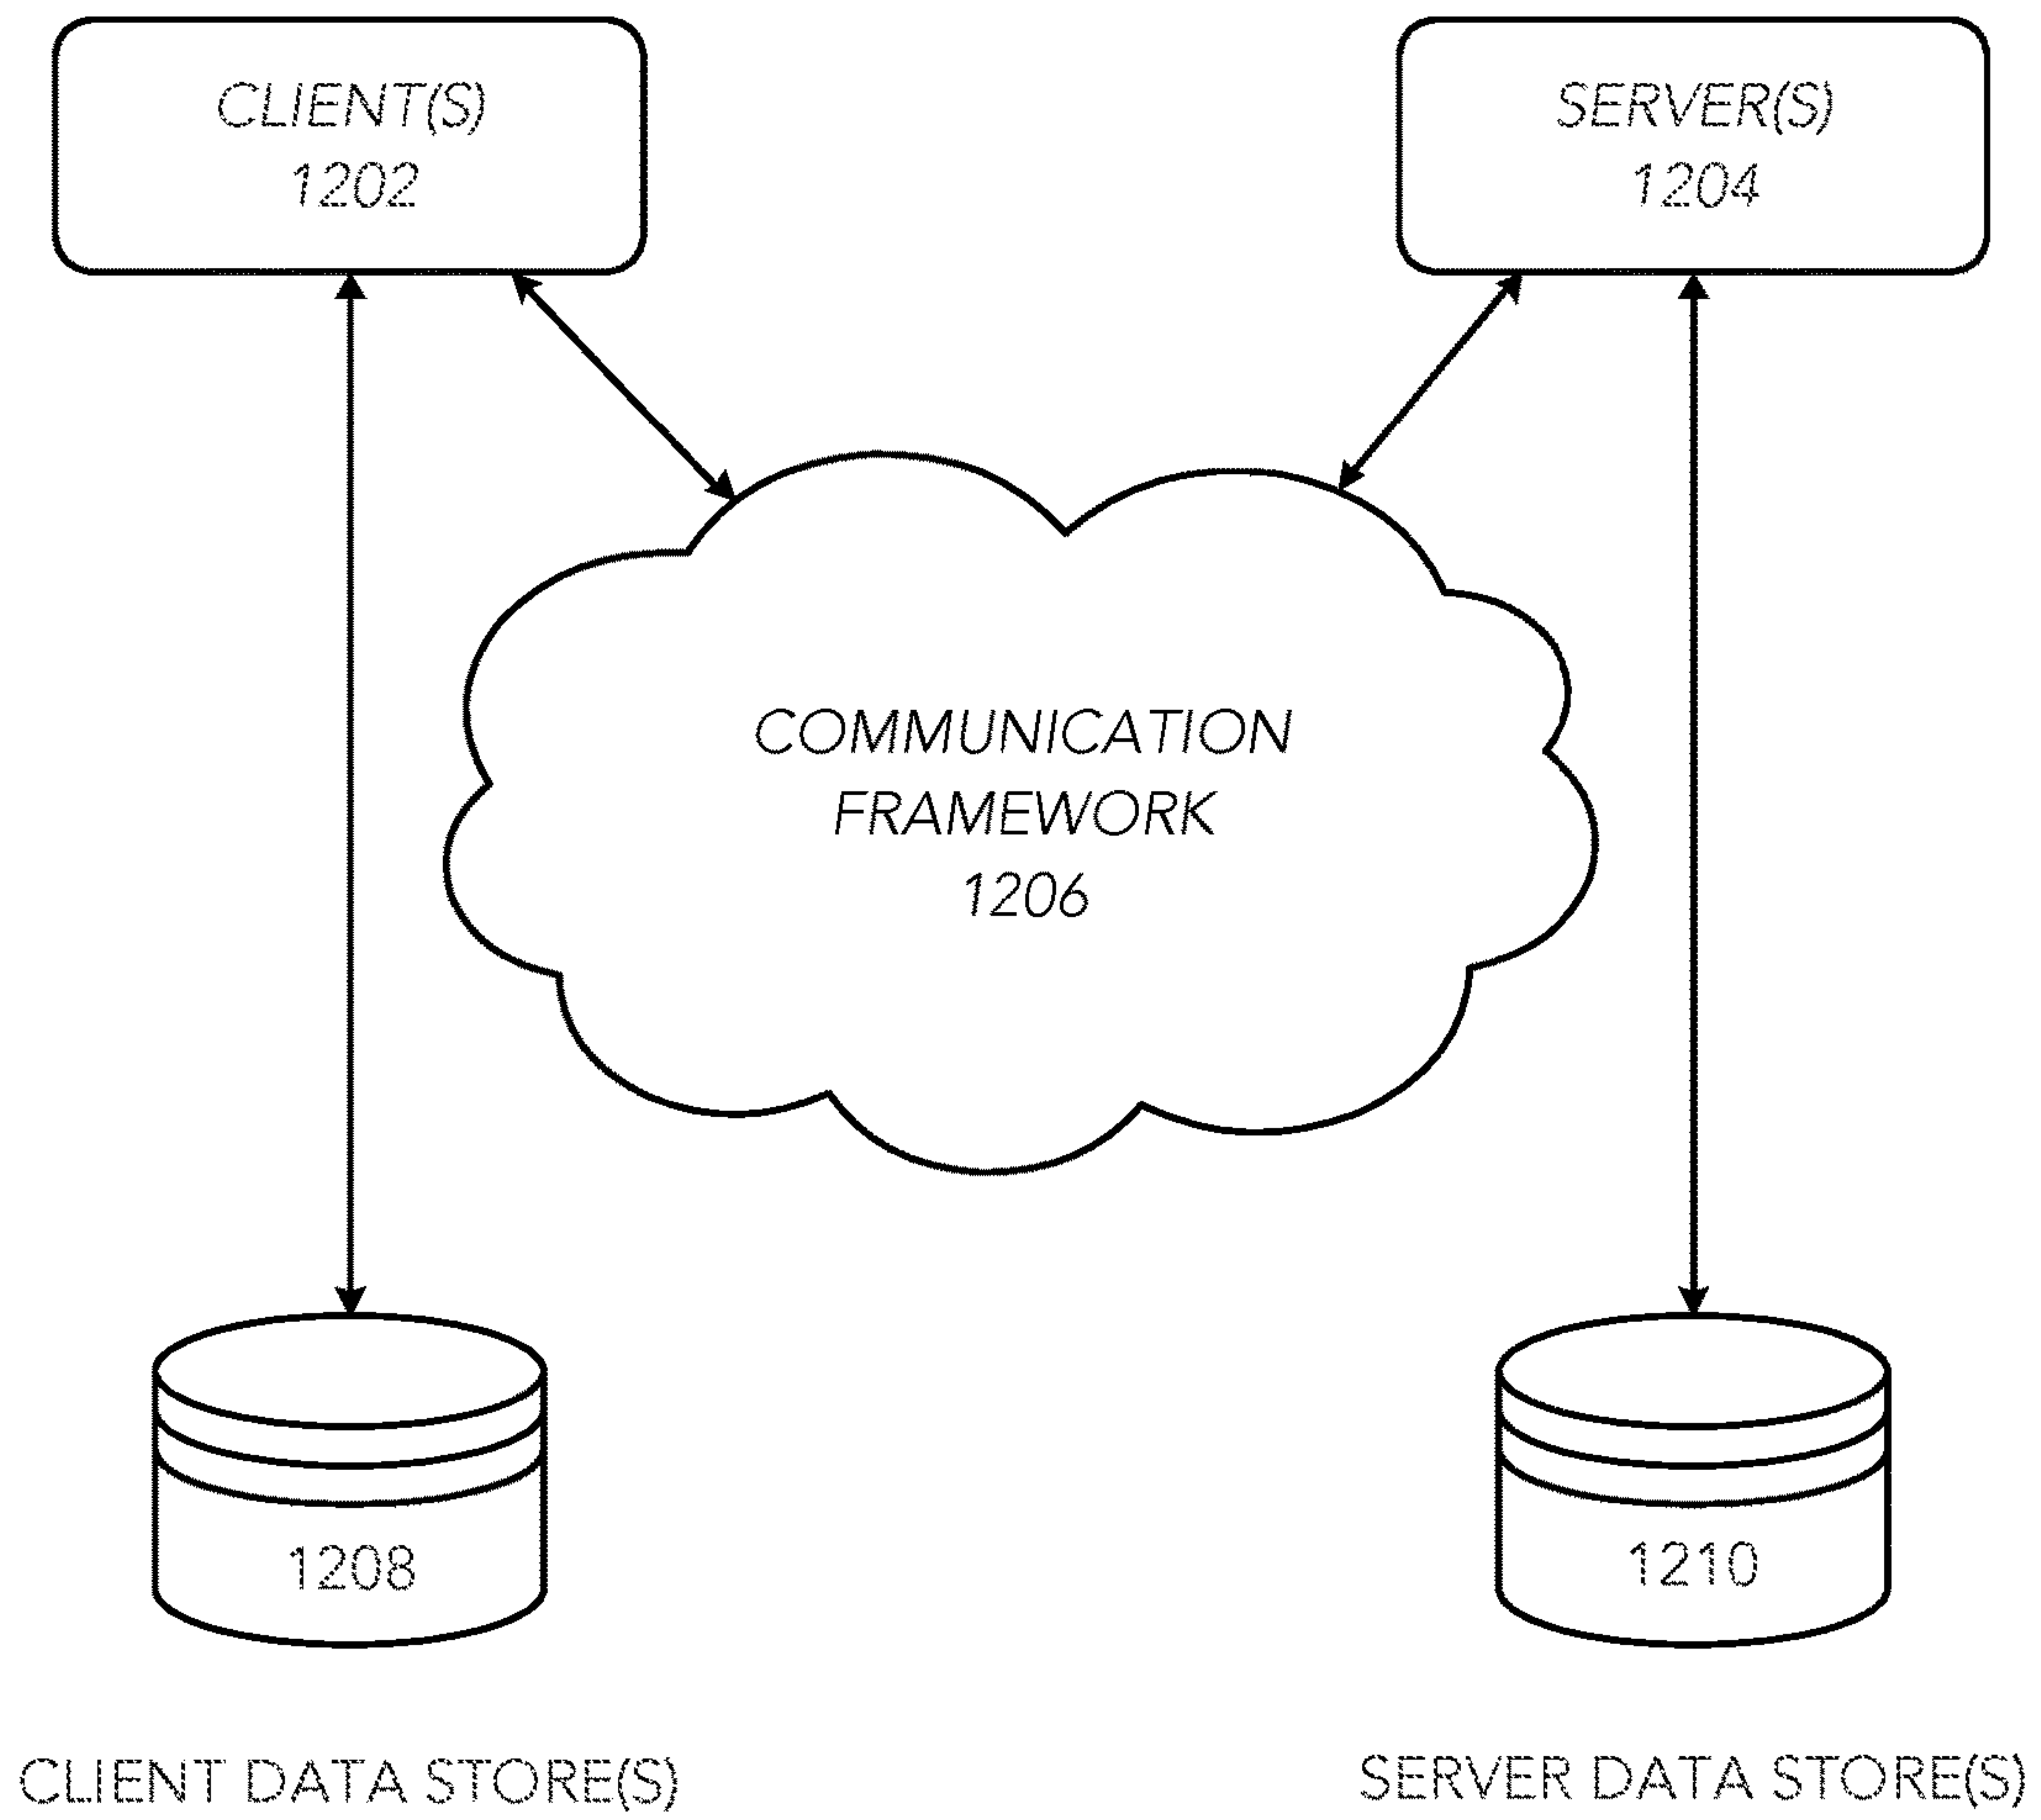 CLIENT(S)
1202
SERVER(S)
1204
COMMUNICATION
FRAMEWORK
1206
1208
1210
CLIENT DATA STORE(S)
SERVER DATA STORE(S)